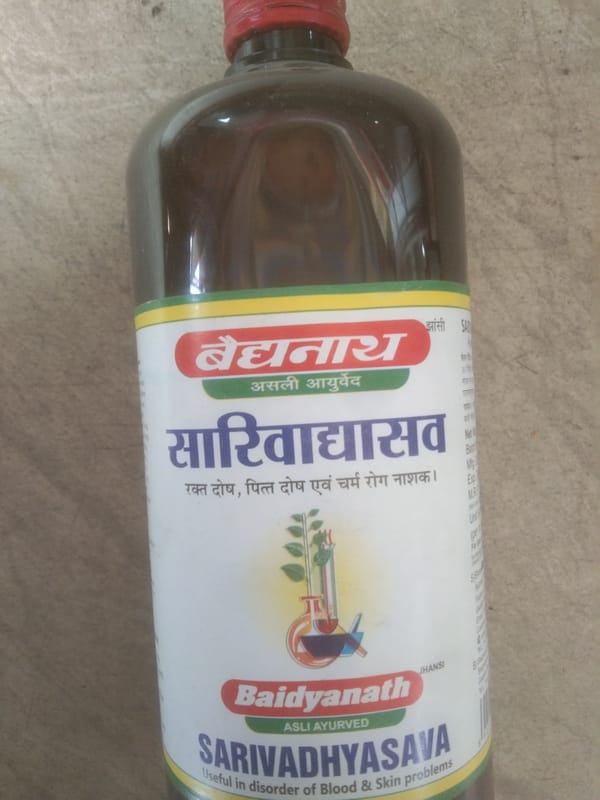 बैद्यनाथ
झांसी
असली आयुर्वेद
सारिवाद्यासव
रक्त दोष, पित्त दोष एवं चर्म रोग नाशक।
JHANSI
Baidyanath
ASLI AYURVED
SARIVADHYASAVA
Useful in disorder of Blood & Skin problems